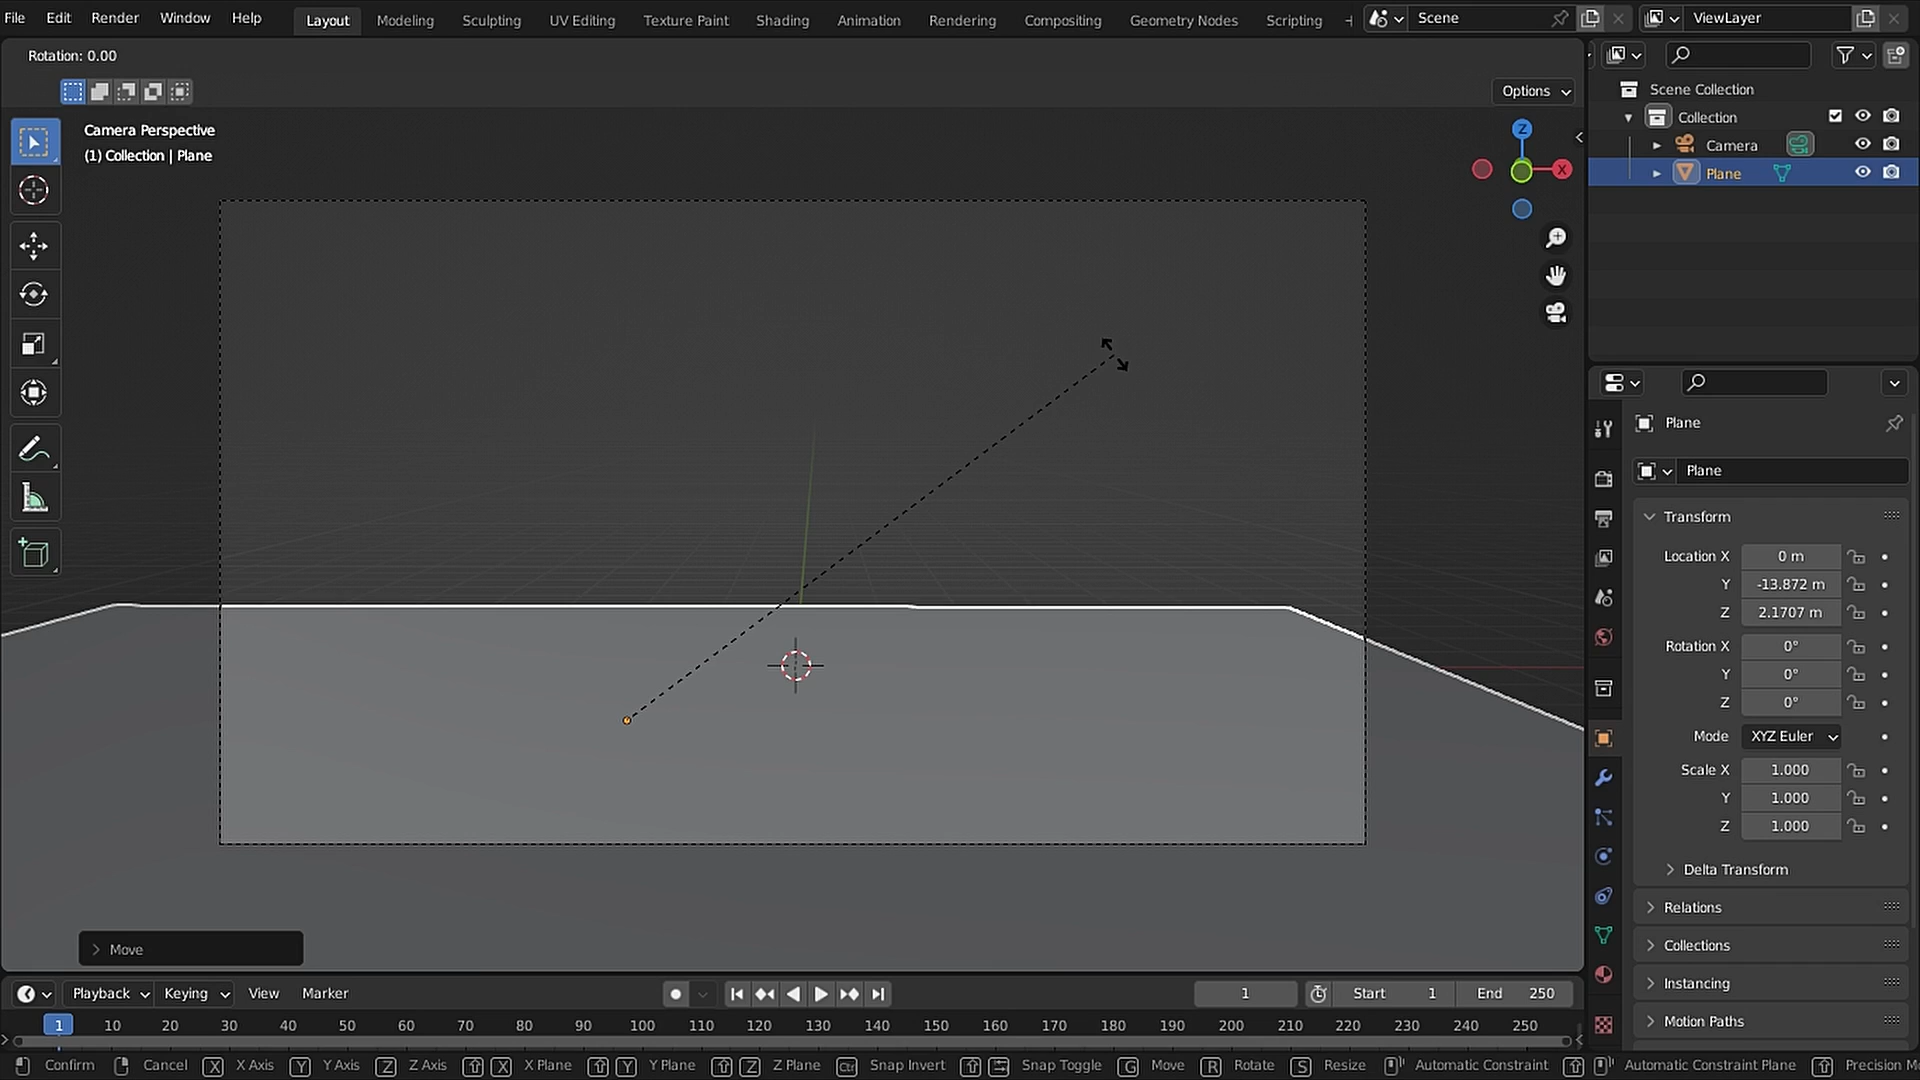 File Edit Render Window Help Layout Modeling Sculpting UV Editing Texture Paint Shading Animation Rendering Compositing Geometry Nodes Scripting Scene ViewLayer
Rotation: 0.00
Options
Camera Perspective
(1) Collection | Plane
Z
X
Scene Collection
Collection
Camera
Plane
Plane
Plane
Transform
Location X 0 m
Y -13.872 m
Z 2.1707 m
Rotation X 0°
Y 0°
Z 0°
Mode XYZ Euler
Scale X 1.000
Y 1.000
Z 1.000
Delta Transform
Relations
Collections
Instancing
Motion Paths
Move
Playback Keying View Marker 1 Start 1 End 250
1 10 20 30 40 50 60 70 80 90 100 110 120 130 140 150 160 170 180 190 200 210 220 230 240 250
Confirm Cancel X X Axis Y Y Axis Z Z Axis X X Plane Y Y Plane Z Z Plane Ctrl Snap Invert Snap Toggle G Move R Rotate S Resize Automatic Constraint Automatic Constraint Plane Precision M